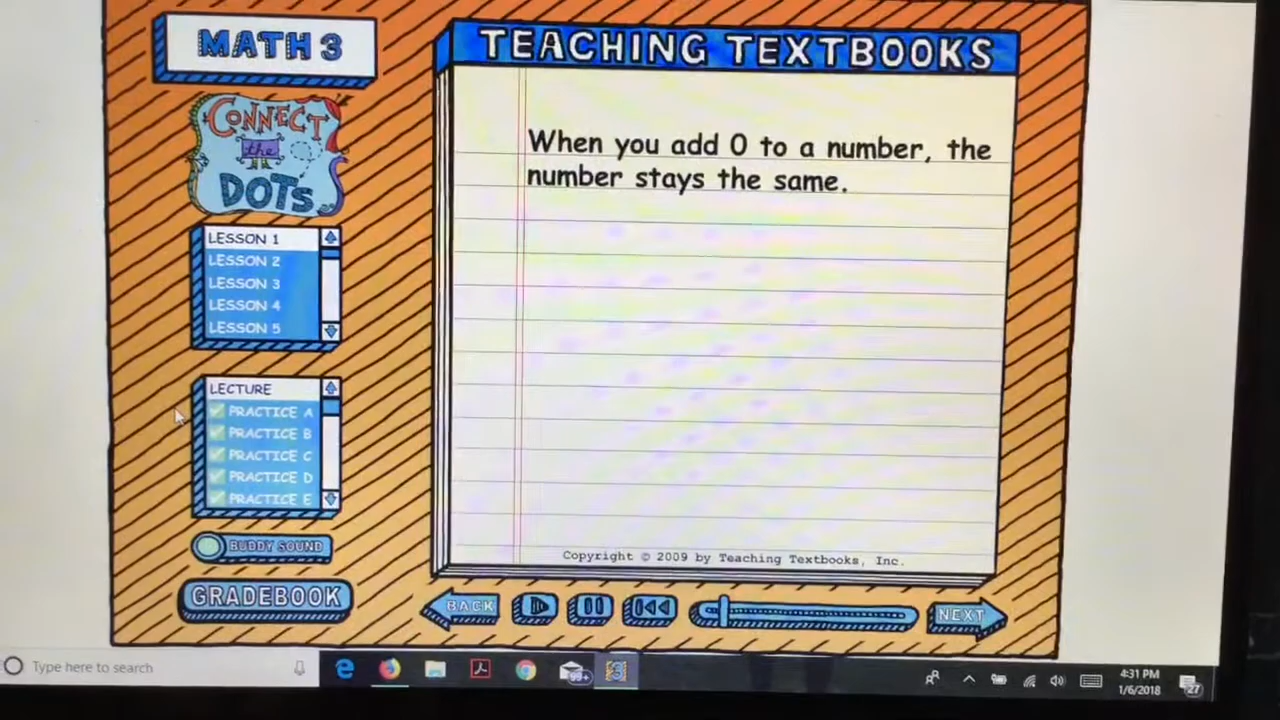 MATH 3
TEACHING TEXTBOOKS
CONNECT
the
DOTS
When you add 0 to a number, the
number stays the same.
LESSON 1
LESSON 2
LESSON 3
LESSON 4
LESSON 5
LECTURE
PRACTICE A
PRACTICE B
PRACTICE C
PRACTICE D
PRACTICE E
BUDDY SOUND
GRADEBOOK
Copyright © 2009 by Teaching Textbooks, Inc.
BACK
NEXT
Type here to search
99+
4:31 PM
1/6/2018
27